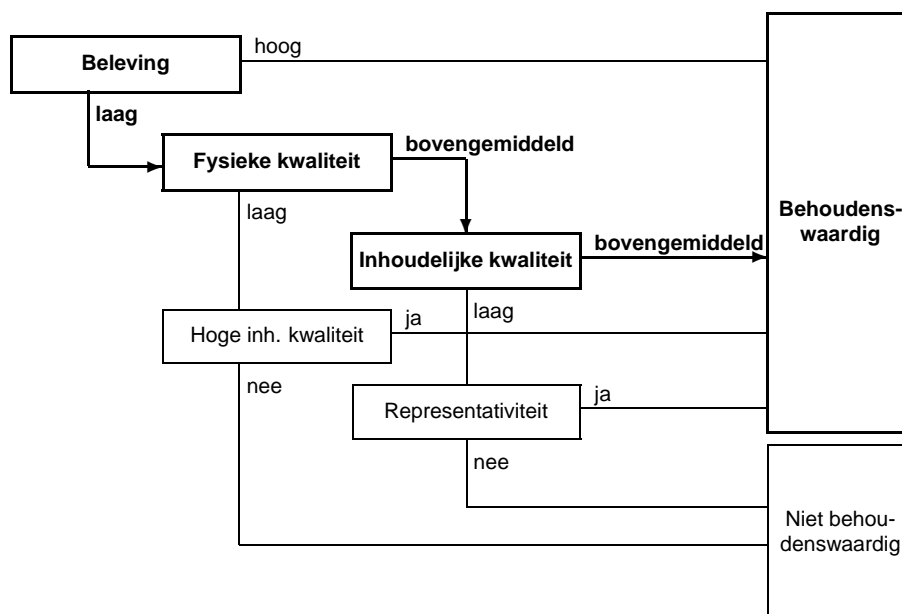 hoog
Beleving
laag
bovengemiddeld
Fysieke kwaliteit
laag
Behoudens-
waardig
bovengemiddeld
Inhoudelijke kwaliteit
laag
ja
Hoge inh. kwaliteit
nee
ja
Representativiteit
nee
Niet behou-
denswaardig